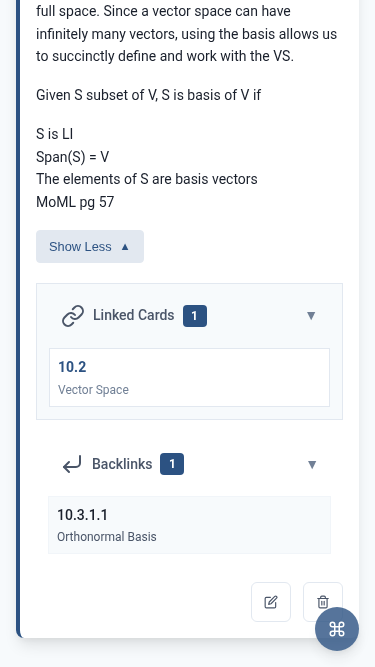 full space. Since a vector space can have
infinitely many vectors, using the basis allows us
to succinctly define and work with the VS.
Given S subset of V, S is basis of V if
S is LI
Span(S) = V
The elements of S are basis vectors
MoML pg 57
Show Less ▲
Linked Cards 1 ▼
10.2
Vector Space
Backlinks 1 ▼
10.3.1.1
Orthonormal Basis
⌘